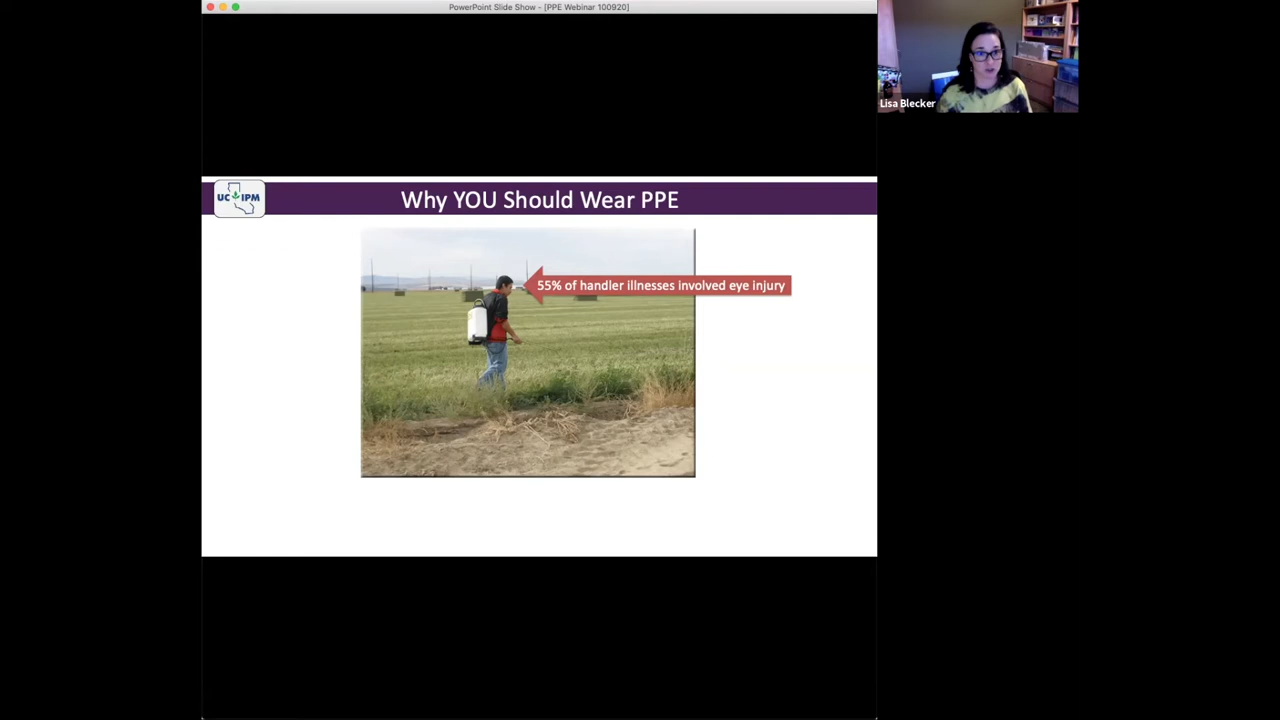 PowerPoint Slide Show - [PPE Webinar 100920]
Lisa Blecker
UC IPM
Why YOU Should Wear PPE
55% of handler illnesses involved eye injury